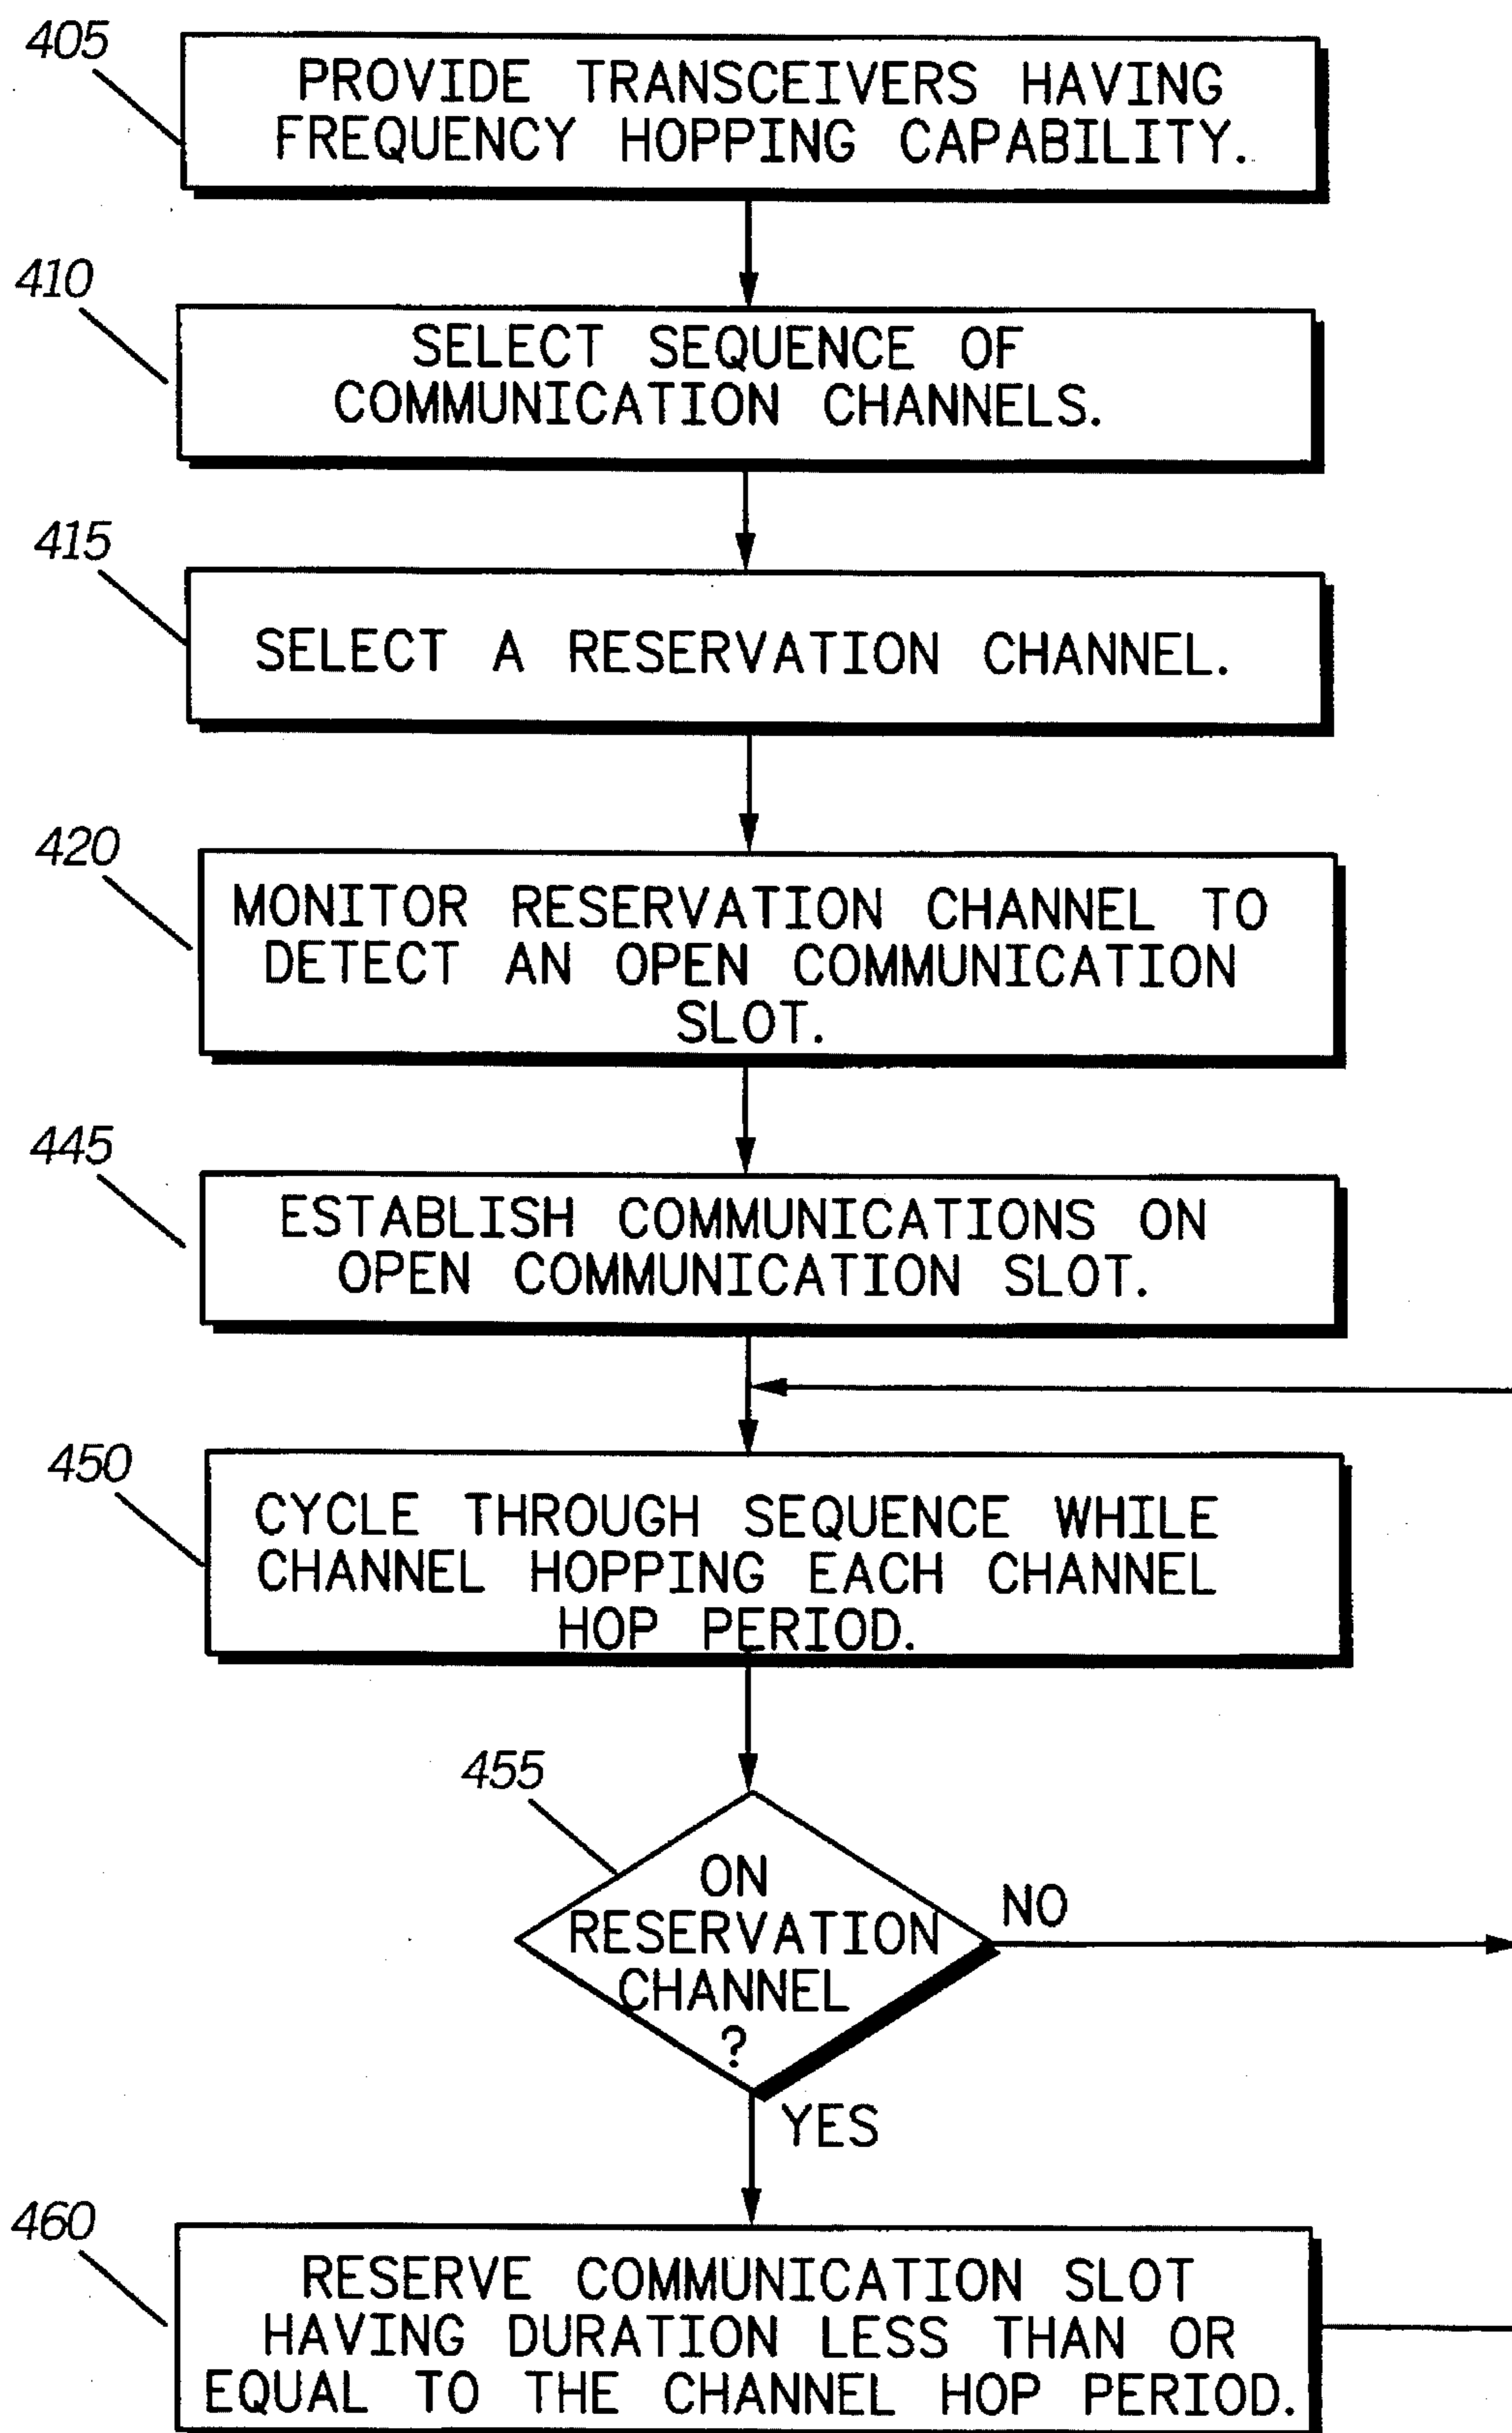 405
PROVIDE TRANSCEIVERS HAVING
FREQUENCY HOPPING CAPABILITY.
410
SELECT SEQUENCE OF
COMMUNICATION CHANNELS.
415
SELECT A RESERVATION CHANNEL.
420
MONITOR RESERVATION CHANNEL TO
DETECT AN OPEN COMMUNICATION
SLOT.
445
ESTABLISH COMMUNICATIONS ON
OPEN COMMUNICATION SLOT.
450
CYCLE THROUGH SEQUENCE WHILE
CHANNEL HOPPING EACH CHANNEL
HOP PERIOD.
455
ON
RESERVATION
CHANNEL
?
NO
YES
460
RESERVE COMMUNICATION SLOT
HAVING DURATION LESS THAN OR
EQUAL TO THE CHANNEL HOP PERIOD.